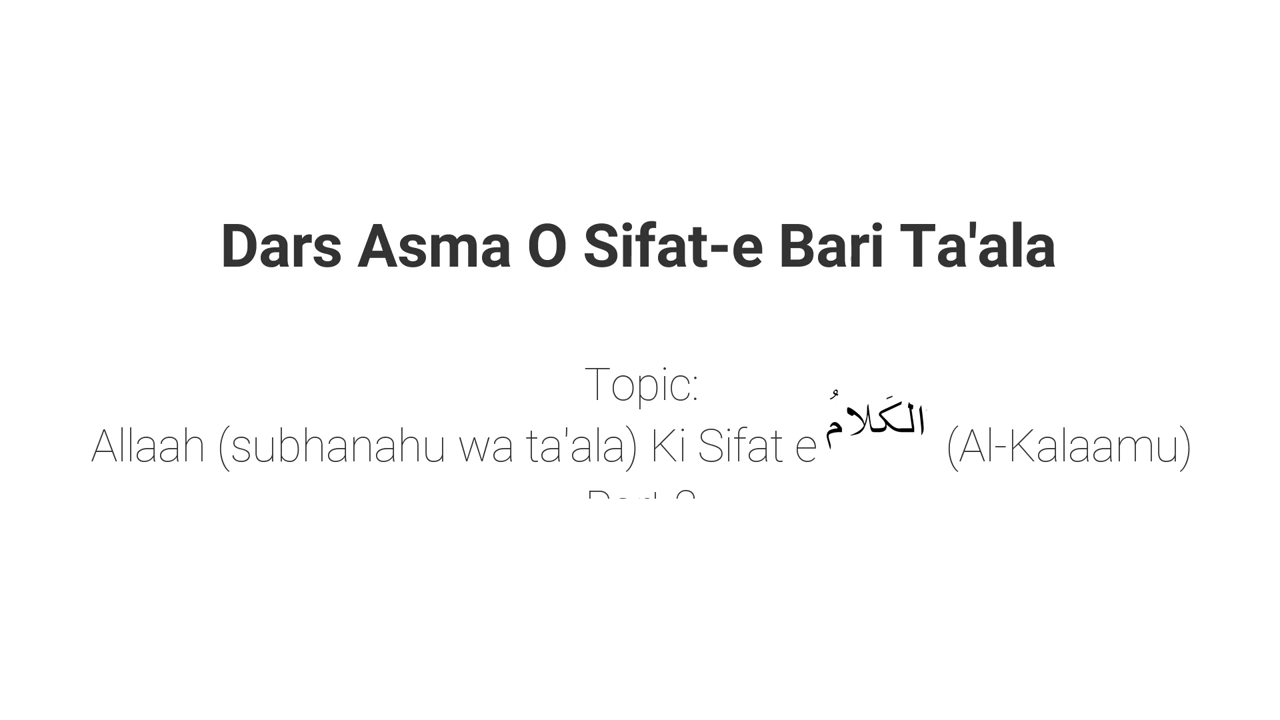 Dars Asma O Sifat-e Bari Ta'ala
Topic:
Allaah (subhanahu wa ta'ala) Ki Sifat e الكَلامُ (Al-Kalaamu)